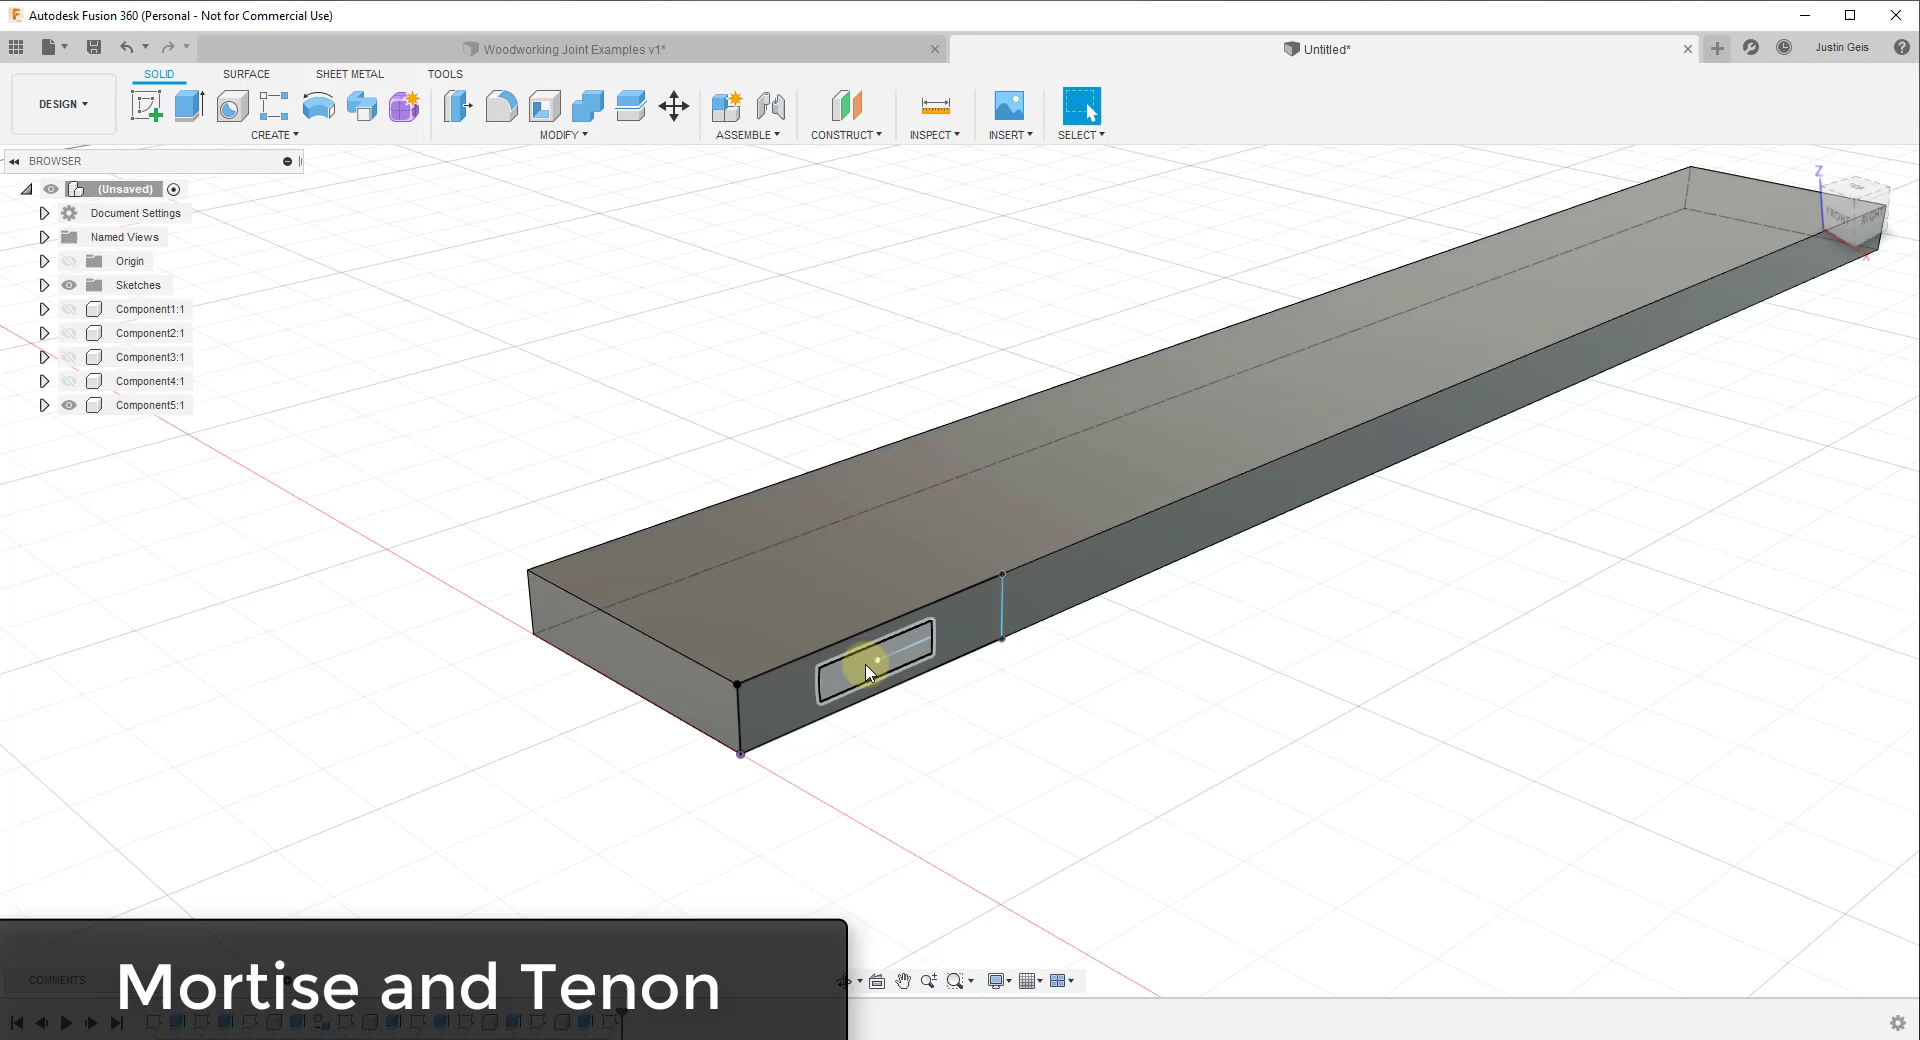 Autodesk Fusion 360 (Personal - Not for Commercial Use)
Woodworking Joint Examples v1*
Untitled*
Justin Geis
SOLID
SURFACE
SHEET METAL
TOOLS
DESIGN
CREATE
MODIFY
ASSEMBLE
CONSTRUCT
INSPECT
INSERT
SELECT
BROWSER
(Unsaved)
Document Settings
Named Views
Origin
Sketches
Component1:1
Component2:1
Component3:1
Component4:1
Component5:1
Z
FRONT
RIGHT
X
COMMENTS
Mortise and Tenon